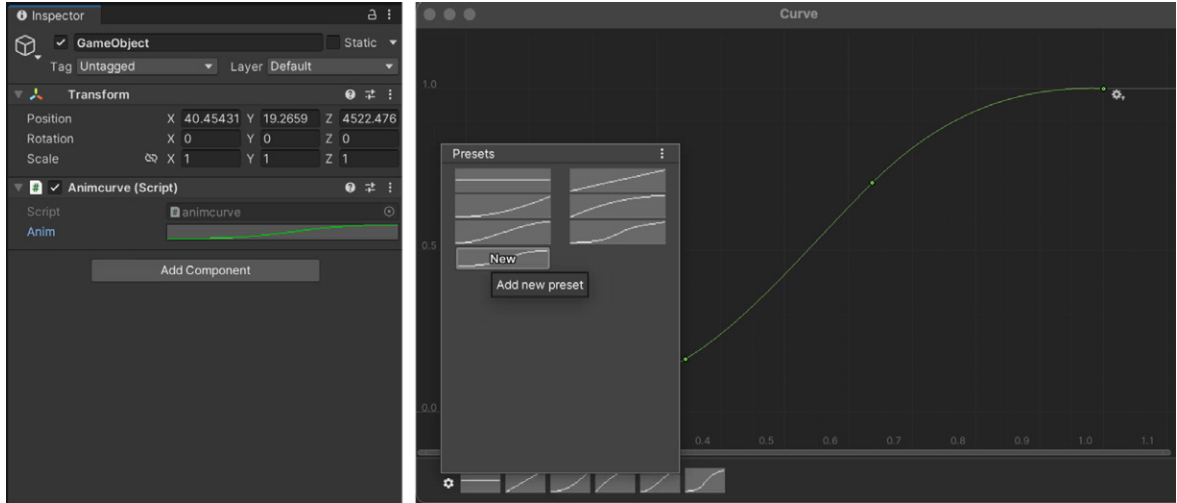 Inspector
GameObject
Static
Tag Untagged Layer Default
Transform
Position X 40.45431 Y 19.2659 Z 4522.476
Rotation X 0 Y 0 Z 0
Scale X 1 Y 1 Z 1
# Animcurve (Script)
Script animcurve
Anim
Add Component
Curve
1.0
0.5
0.0
Presets
New
Add new preset
0.4 0.5 0.6 0.7 0.8 0.9 1.0 1.1